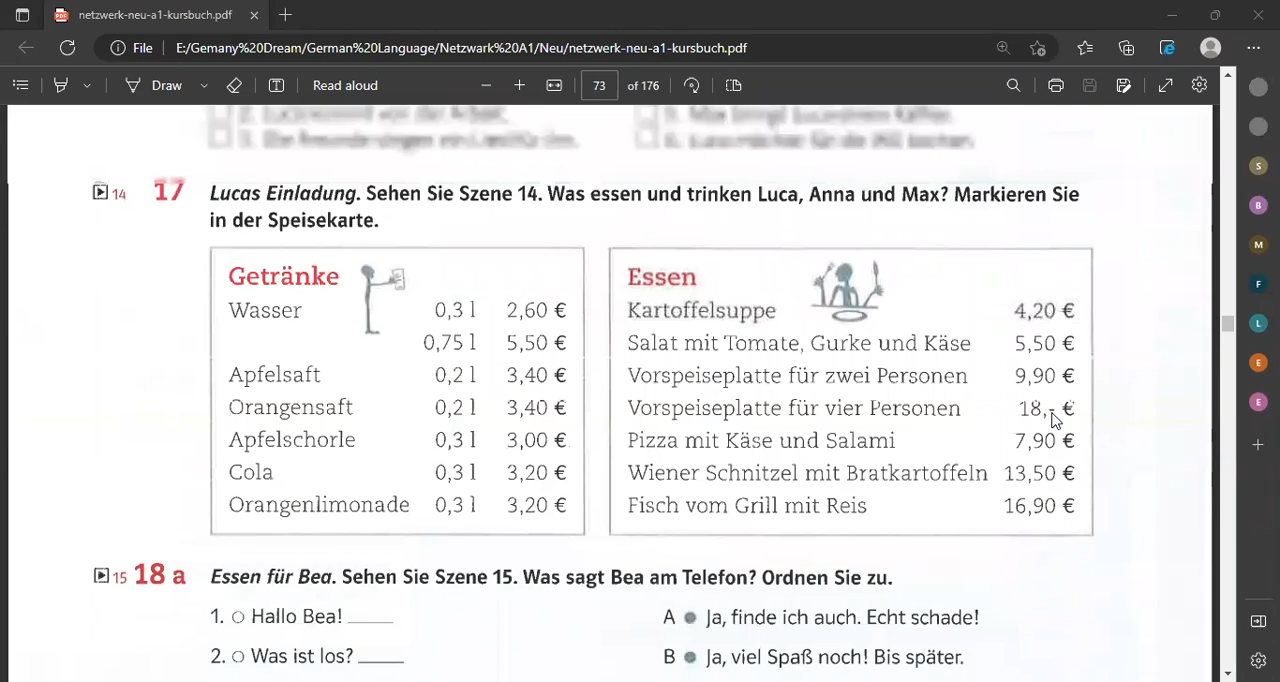 netzwerk-neu-a1-kursbuch.pdf
File E:/Gemany%20Dream/German%20Language/Netzwark%20A1/Neu/netzwerk-neu-a1-kursbuch.pdf
Draw Read aloud 73 of 176
14 17 Lucas Einladung. Sehen Sie Szene 14. Was essen und trinken Luca, Anna und Max? Markieren Sie
in der Speisekarte.
Getränke
Wasser 0,3 l 2,60 €
0,75 l 5,50 €
Apfelsaft 0,2 l 3,40 €
Orangensaft 0,2 l 3,40 €
Apfelschorle 0,3 l 3,00 €
Cola 0,3 l 3,20 €
Orangenlimonade 0,3 l 3,20 €
Essen
Kartoffelsuppe 4,20 €
Salat mit Tomate, Gurke und Käse 5,50 €
Vorspeiseplatte für zwei Personen 9,90 €
Vorspeiseplatte für vier Personen 18,- €
Pizza mit Käse und Salami 7,90 €
Wiener Schnitzel mit Bratkartoffeln 13,50 €
Fisch vom Grill mit Reis 16,90 €
15 18 a Essen für Bea. Sehen Sie Szene 15. Was sagt Bea am Telefon? Ordnen Sie zu.
1. Hallo Bea! ____
2. Was ist los? ____
A Ja, finde ich auch. Echt schade!
B Ja, viel Spaß noch! Bis später.
S
B
M
F
L
E
E